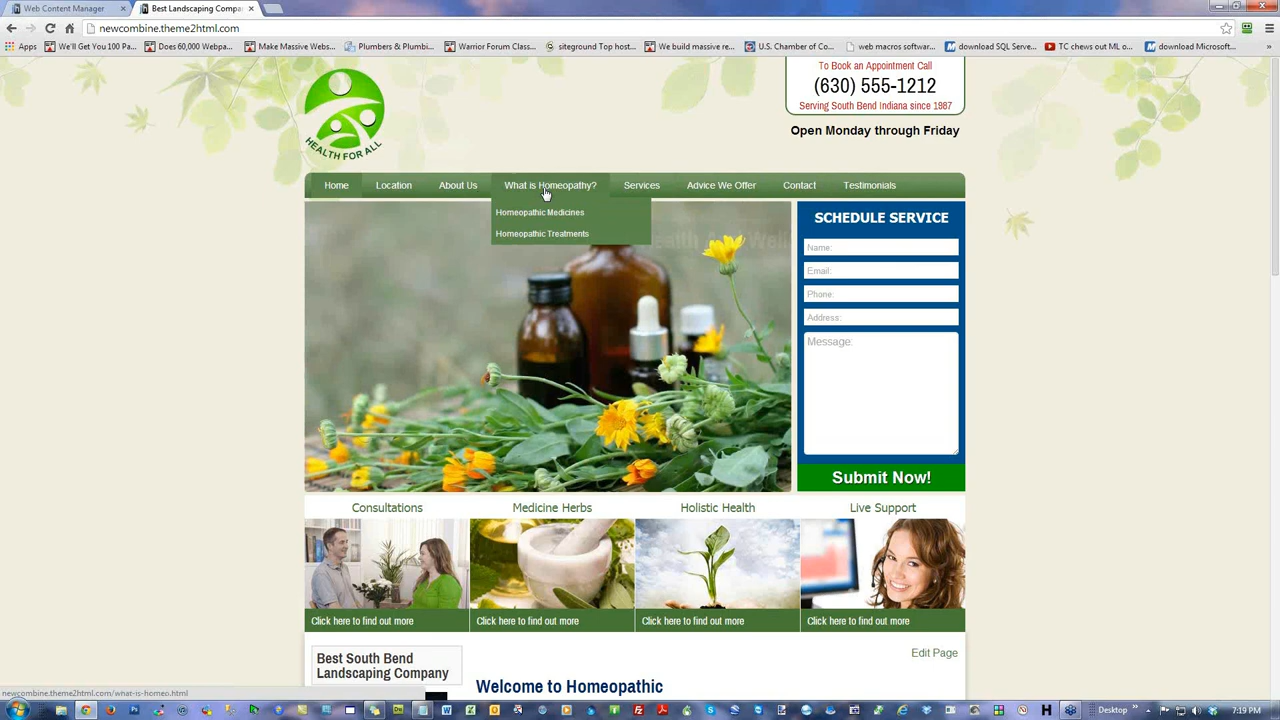 Web Content Manager
Best Landscaping Compa
newcombine.theme2html.com
Apps
We'll Get You 100 Pa...
Does 60,000 Webpa...
Make Massive Webs...
Plumbers & Plumbi...
Warrior Forum Class...
siteground Top host...
We build massive re...
U.S. Chamber of Co...
web macros softwar...
download SQL Serve...
TC chews out ML o...
download Microsoft...
To Book an Appointment Call
(630) 555-1212
Serving South Bend Indiana since 1987
Open Monday through Friday
HEALTH FOR ALL
Home
Location
About Us
What is Homeopathy?
Services
Advice We Offer
Contact
Testimonials
Homeopathic Medicines
Homeopathic Treatments
SCHEDULE SERVICE
Name:
Email:
Phone:
Address:
Message:
Submit Now!
Consultations
Medicine Herbs
Holistic Health
Live Support
Click here to find out more
Click here to find out more
Click here to find out more
Click here to find out more
Best South Bend
Landscaping Company
Edit Page
Welcome to Homeopathic
newcombine.theme2html.com/what-is-homeo.html
Desktop
7:19 PM